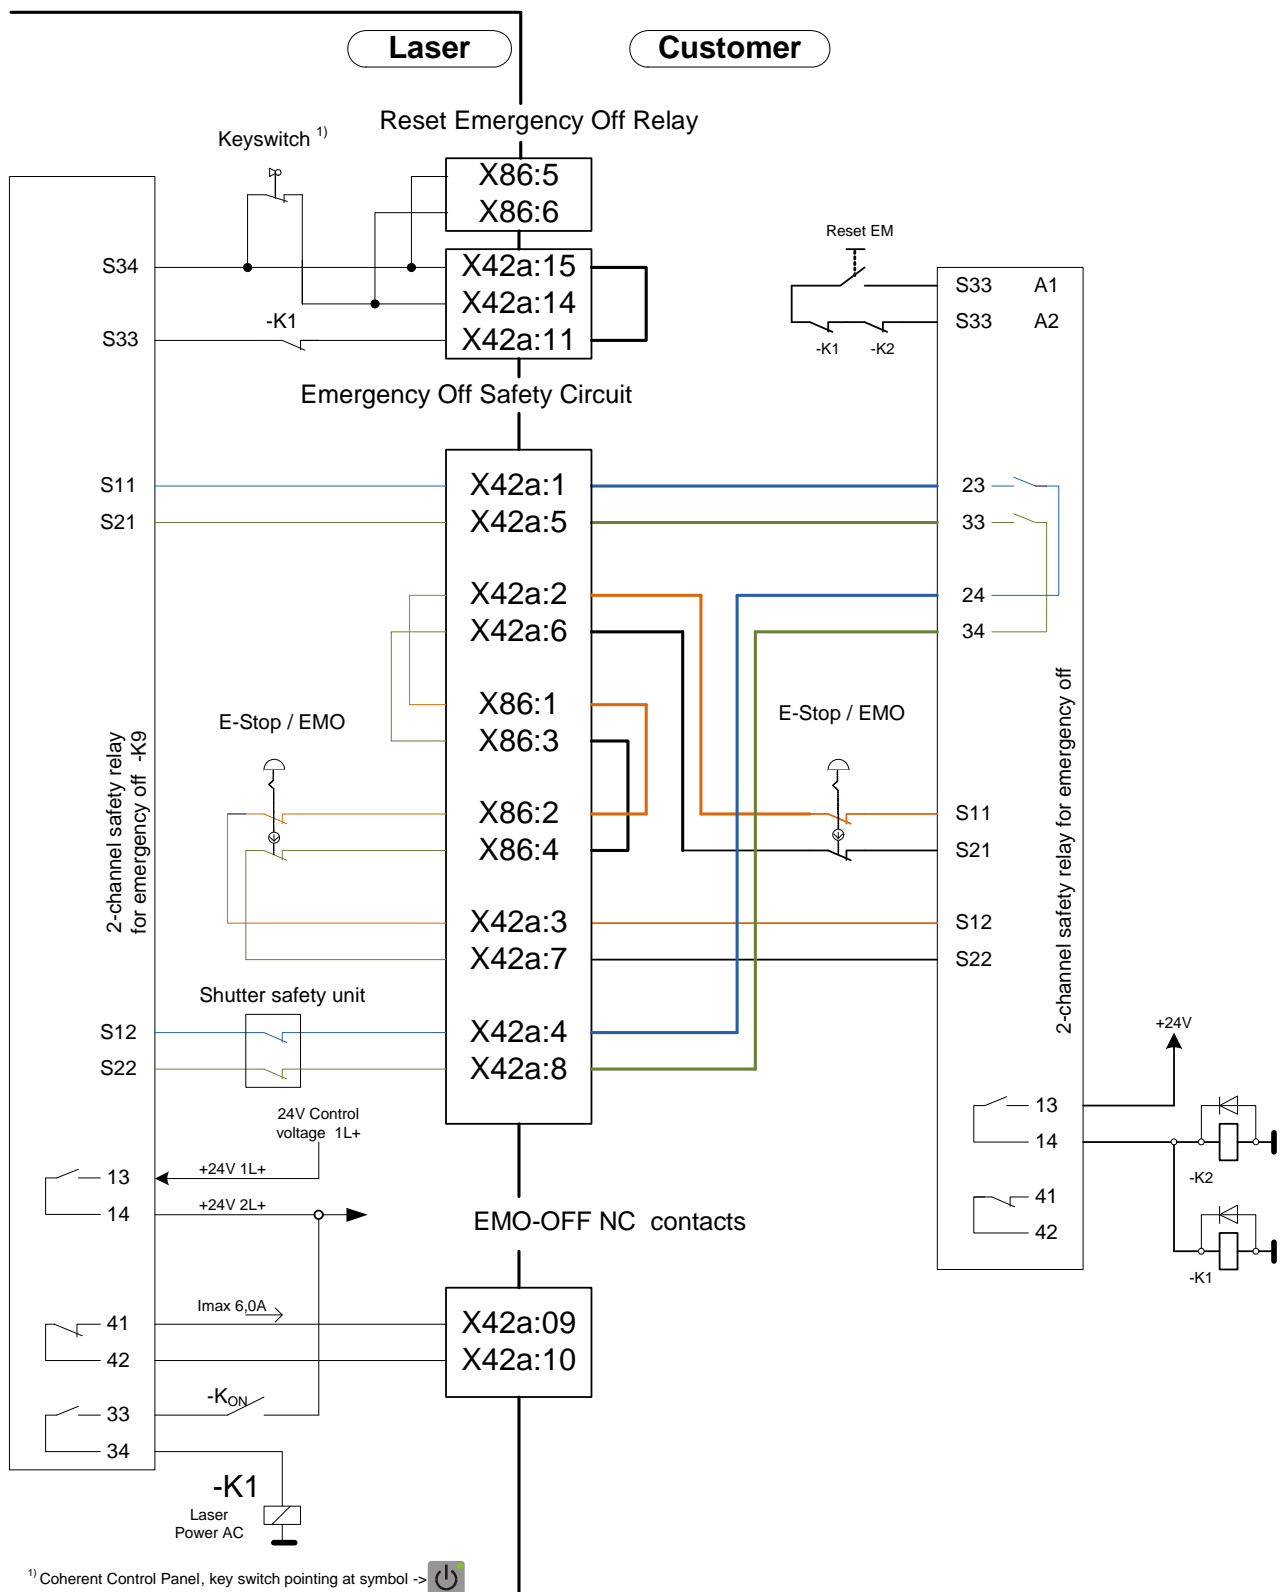 Laser
Customer
Reset Emergency Off Relay
Keyswitch 1)
X86:5
X86:6
Reset EM
S34
X42a:15
S33 A1
X42a:14
-K1
S33
X42a:11
S33 A2
-K1
-K2
Emergency Off Safety Circuit
S11
X42a:1
23
S21
X42a:5
33
X42a:2
24
X42a:6
34
X86:1
E-Stop / EMO
E-Stop / EMO
X86:3
2-channel safety relay
for emergency off -K9
2-channel safety relay for emergency off
X86:2
S11
X86:4
S21
X42a:3
S12
X42a:7
S22
Shutter safety unit
S12
X42a:4
+24V
S22
X42a:8
24V Control
voltage 1L+
13
14
-K2
13
+24V 1L+
14
+24V 2L+
41
42
EMO-OFF NC contacts
-K1
Imax 6,0A
41
X42a:09
42
X42a:10
-KON
33
34
-K1
Laser
Power AC
1) Coherent Control Panel, key switch pointing at symbol ->